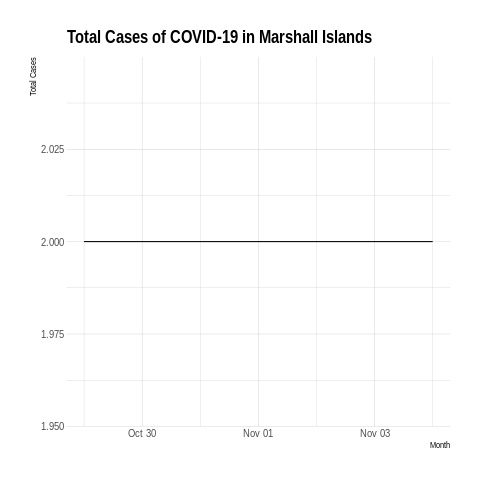 Total Cases of COVID-19 in Marshall Islands
Total Cases
2.025
2.000
1.975
1.950
Oct 30 Nov 01 Nov 03
Month